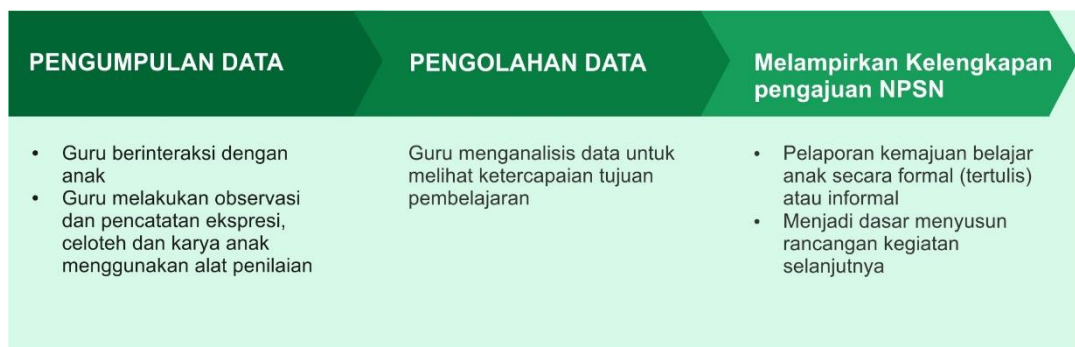 PENGUMPULAN DATA
• Guru berinteraksi dengan
anak
• Guru melakukan observasi
dan pencatatan ekspresi,
celoteh dan karya anak
menggunakan alat penilaian
PENGOLAHAN DATA
Guru menganalisis data untuk
melihat ketercapaian tujuan
pembelajaran
Melampirkan Kelengkapan
pengajuan NPSN
• Pelaporan kemajuan belajar
anak secara formal (tertulis)
atau informal
• Menjadi dasar menyusun
rancangan kegiatan
selanjutnya